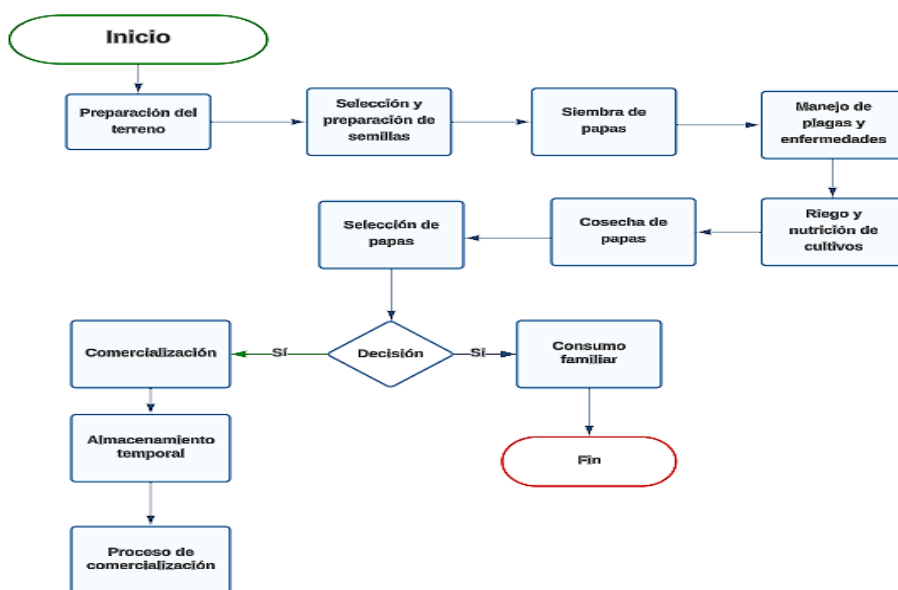 Inicio
Preparación del
terreno
Selección y
preparación de
semillas
Siembra de
papas
Manejo de
plagas y
enfermedades
Riego y
nutrición de
cultivos
Cosecha de
papas
Selección de
papas
Decisión
Sí
Comercialización
Si
Consumo
familiar
Fin
Almacenamiento
temporal
Proceso de
comercialización